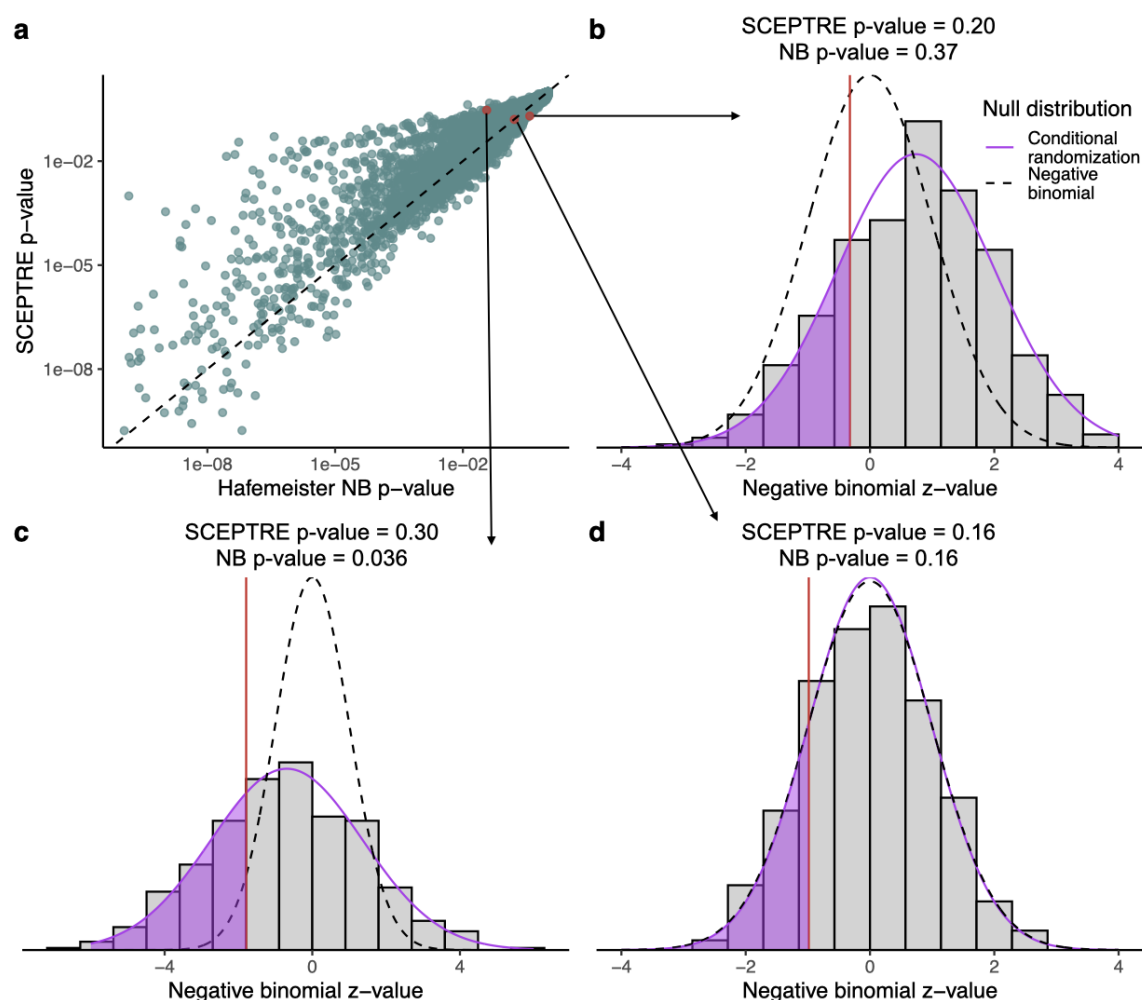 a
1e−02
1e−05
1e−08
SCEPTRE p−value
1e−08
1e−05
1e−02
Hafemeister NB p−value
b
SCEPTRE p−value = 0.20
NB p−value = 0.37
Null distribution
Conditional
randomization
Negative
binomial
−4
−2
0
2
4
Negative binomial z−value
c
SCEPTRE p−value = 0.30
NB p−value = 0.036
−4
0
4
Negative binomial z−value
d
SCEPTRE p−value = 0.16
NB p−value = 0.16
−4
−2
0
2
4
Negative binomial z−value